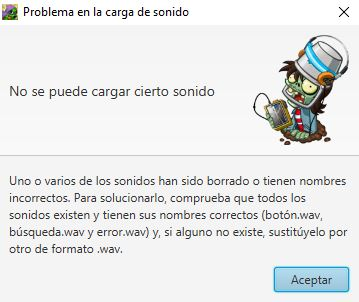 Problema en la carga de sonido
No se puede cargar cierto sonido
Uno o varios de los sonidos han sido borrado o tienen nombres
incorrectos. Para solucionarlo, comprueba que todos los
sonidos existen y tienen sus nombres correctos (botón.wav,
búsqueda.wav y error.wav) y, si alguno no existe, sustitúyelo por
otro de formato .wav.
Aceptar